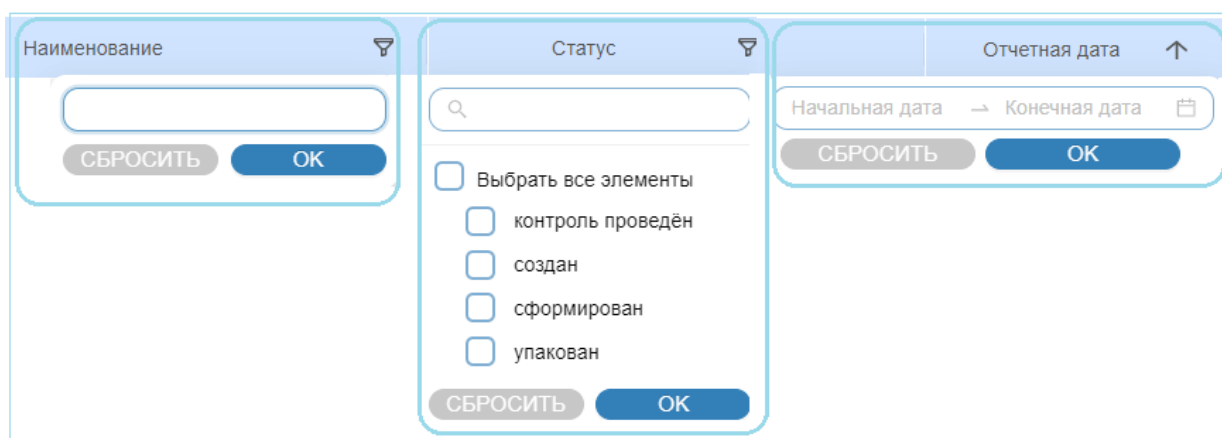 Наименование
СБРОСИТЬ OK
Статус
Выбрать все элементы
контроль проведён
создан
сформирован
упакован
СБРОСИТЬ OK
Отчетная дата
Начальная дата → Конечная дата
СБРОСИТЬ OK